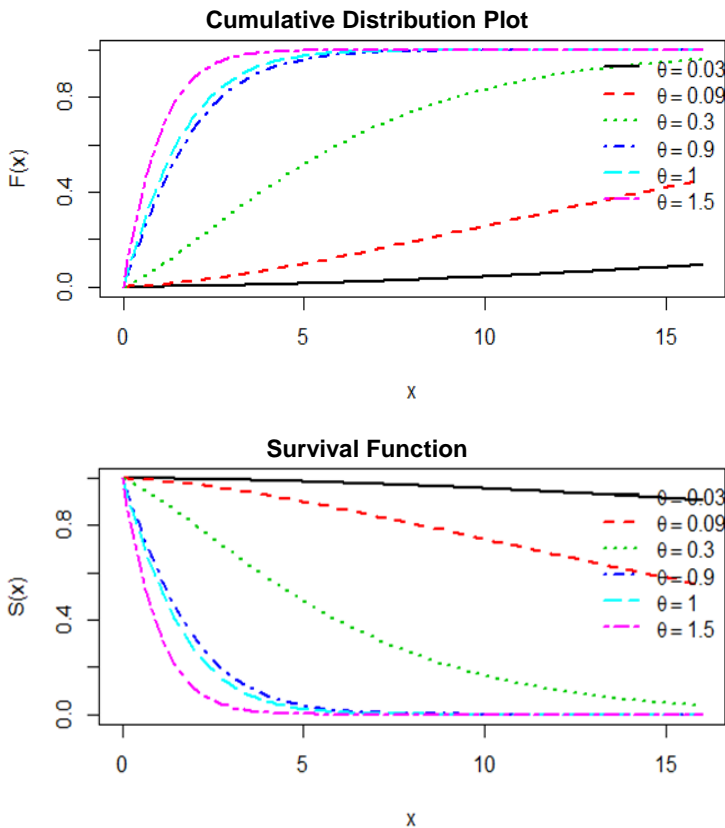 Cumulative Distribution Plot
F(x)
0.0 0.4 0.8
θ = 0.03
θ = 0.09
θ = 0.3
θ = 0.9
θ = 1
θ = 1.5
0 5 10 15
x
Survival Function
S(x)
0.0 0.4 0.8
θ = 0.03
θ = 0.09
θ = 0.3
θ = 0.9
θ = 1
θ = 1.5
0 5 10 15
x